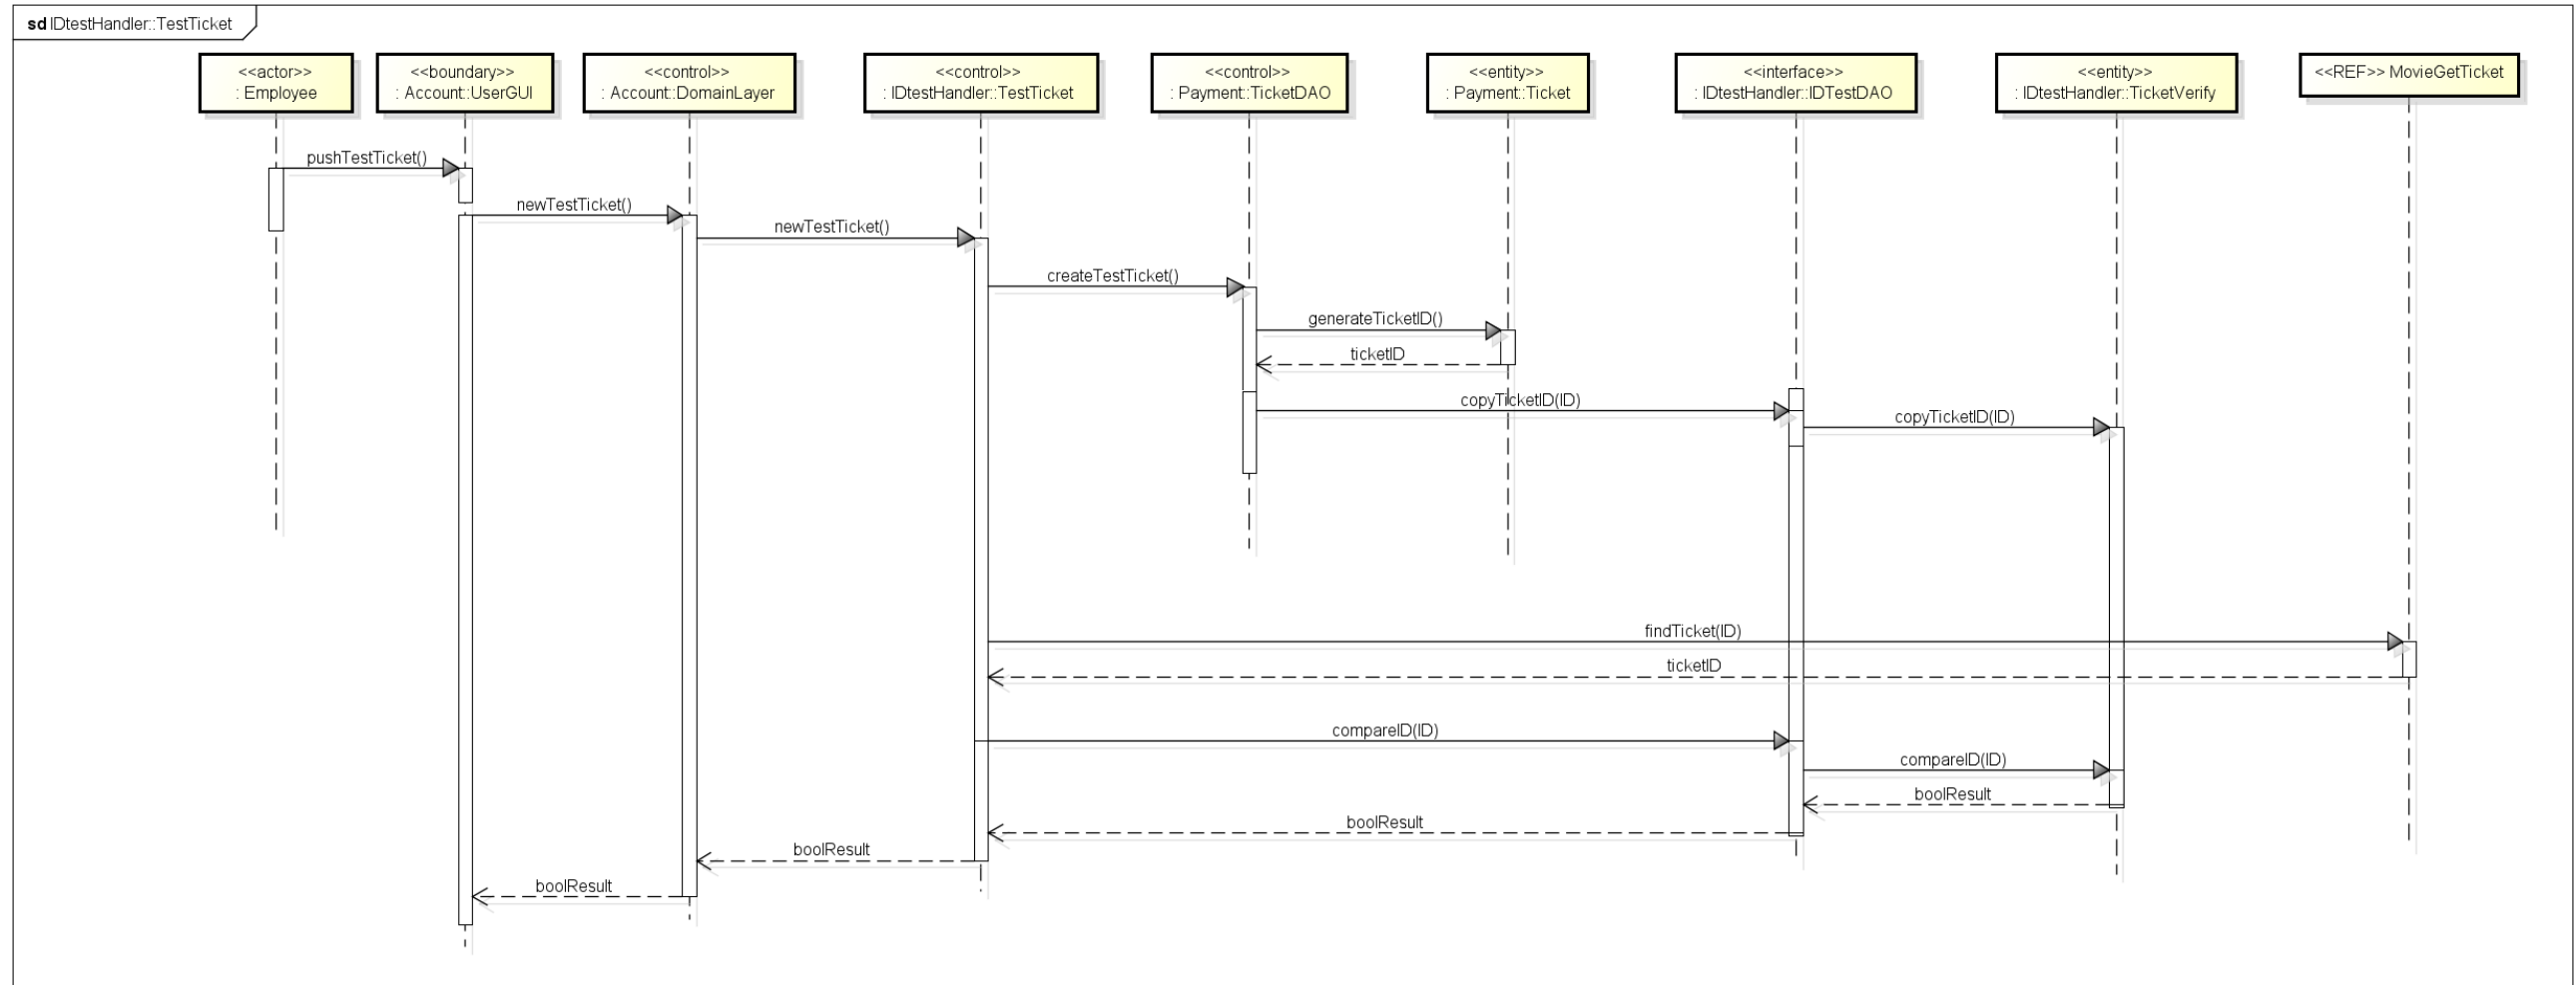 sd IDtestHandler::TestTicket
<<actor>>
: Employee
<<boundary>>
: Account::UserGUI
<<control>>
: Account::DomainLayer
<<control>>
: IDtestHandler::TestTicket
<<control>>
: Payment::TicketDAO
<<entity>>
: Payment::Ticket
<<interface>>
: IDtestHandler::IDTestDAO
<<entity>>
: IDtestHandler::TicketVerify
<<REF>> MovieGetTicket
pushTestTicket()
newTestTicket()
newTestTicket()
createTestTicket()
generateTicketID()
ticketID
copyTicketID(ID)
copyTicketID(ID)
findTicket(ID)
ticketID
compareID(ID)
compareID(ID)
boolResult
boolResult
boolResult
boolResult